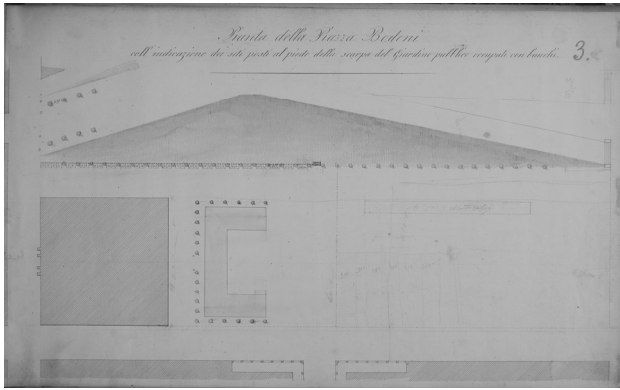 Pianta della Piazza Bodoni
coll'indicazione dei siti posti al piede della scarpa del Giardino pubblico occupati con banchi.
3.